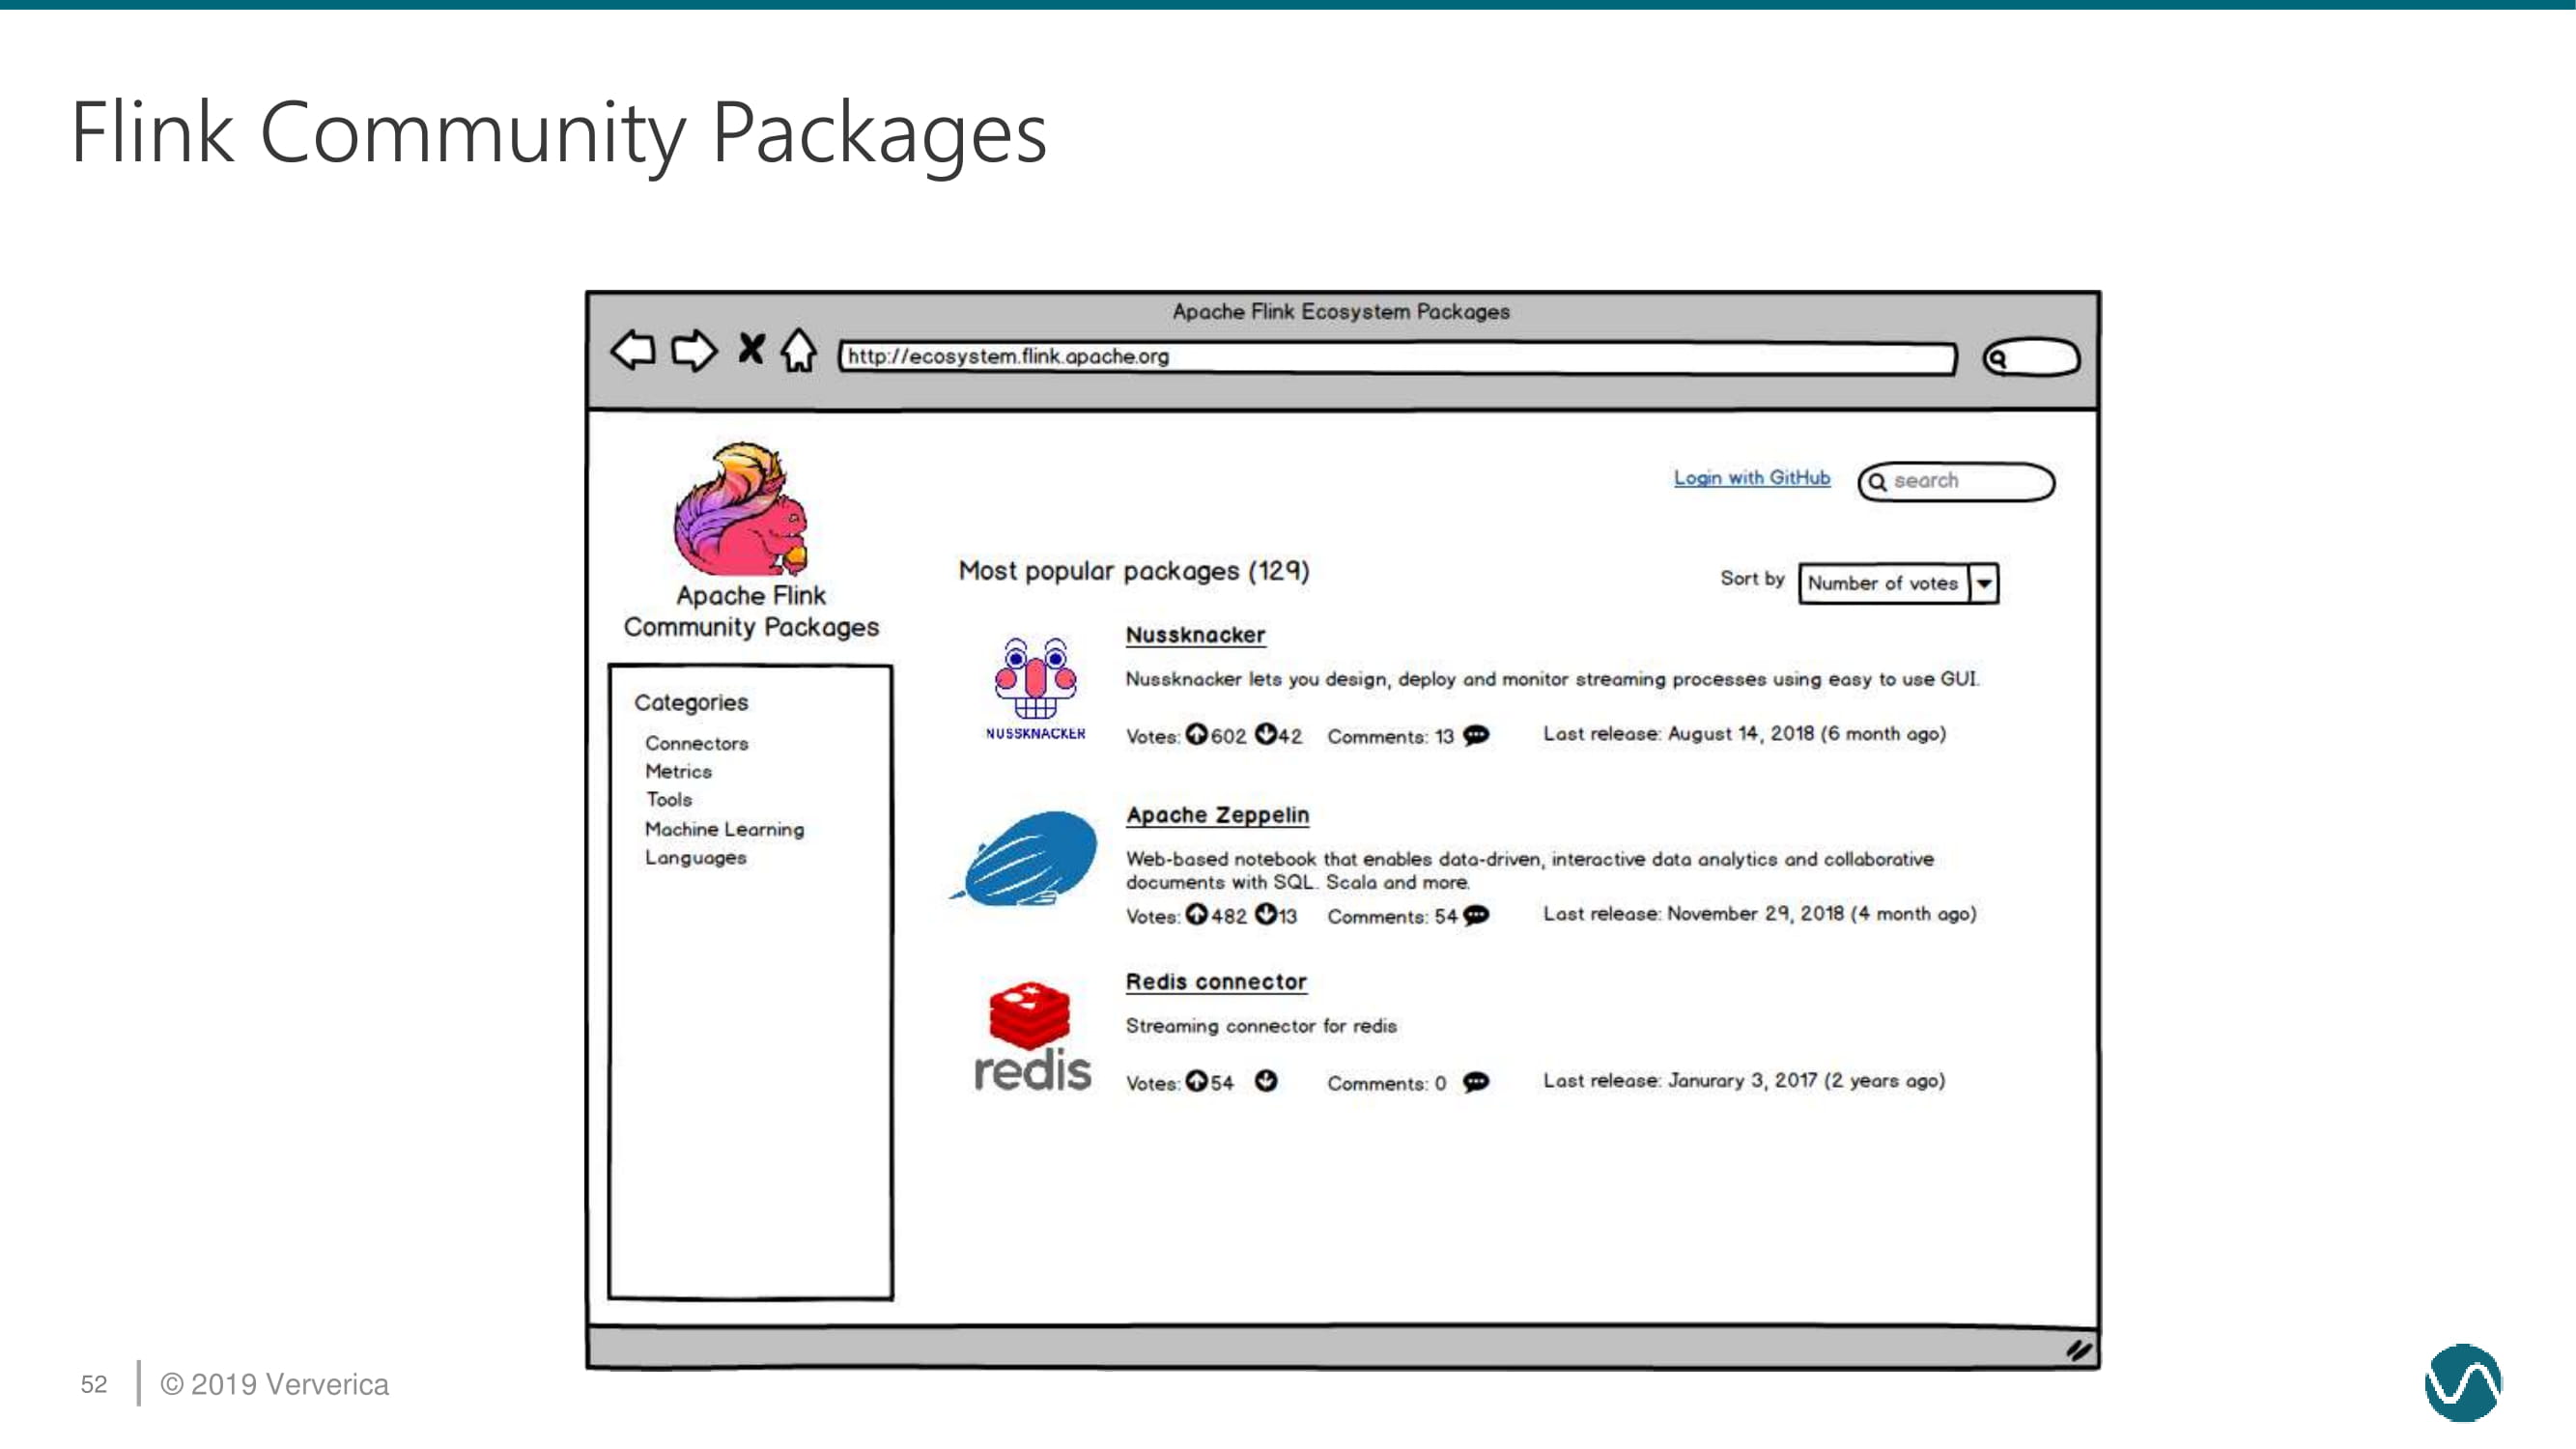 Flink Community Packages
Apache Flink Ecosystem Packages
http://ecosystem.flink.apache.org
Login with GitHub
search
Apache Flink
Community Packages
Categories
Connectors
Metrics
Tools
Machine Learning
Languages
Most popular packages (129)
Sort by
Number of votes
NUSSKNACKER
Nussknacker
Nussknacker lets you design, deploy and monitor streaming processes using easy to use GUI.
Votes: 602 42 Comments: 13 Last release: August 14, 2018 (6 month ago)
Apache Zeppelin
Web-based notebook that enables data-driven, interactive data analytics and collaborative
documents with SQL. Scala and more.
Votes: 482 13 Comments: 54 Last release: November 29, 2018 (4 month ago)
redis
Redis connector
Streaming connector for redis
Votes: 54 Comments: 0 Last release: Janurary 3, 2017 (2 years ago)
52 © 2019 Ververica